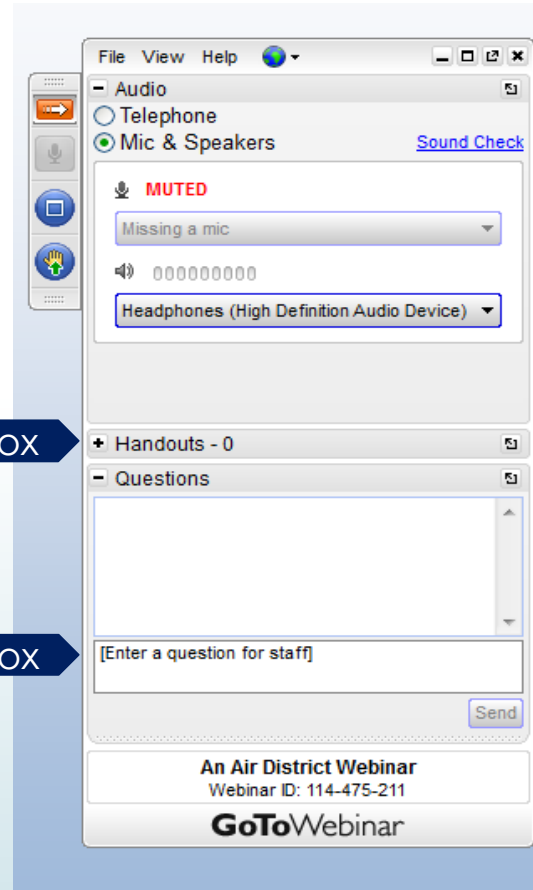 File View Help
Audio
Telephone
Mic & Speakers Sound Check
MUTED
Missing a mic
000000000
Headphones (High Definition Audio Device)
OX
Handouts - 0
Questions
OX
[Enter a question for staff]
Send
An Air District Webinar
Webinar ID: 114-475-211
GoToWebinar